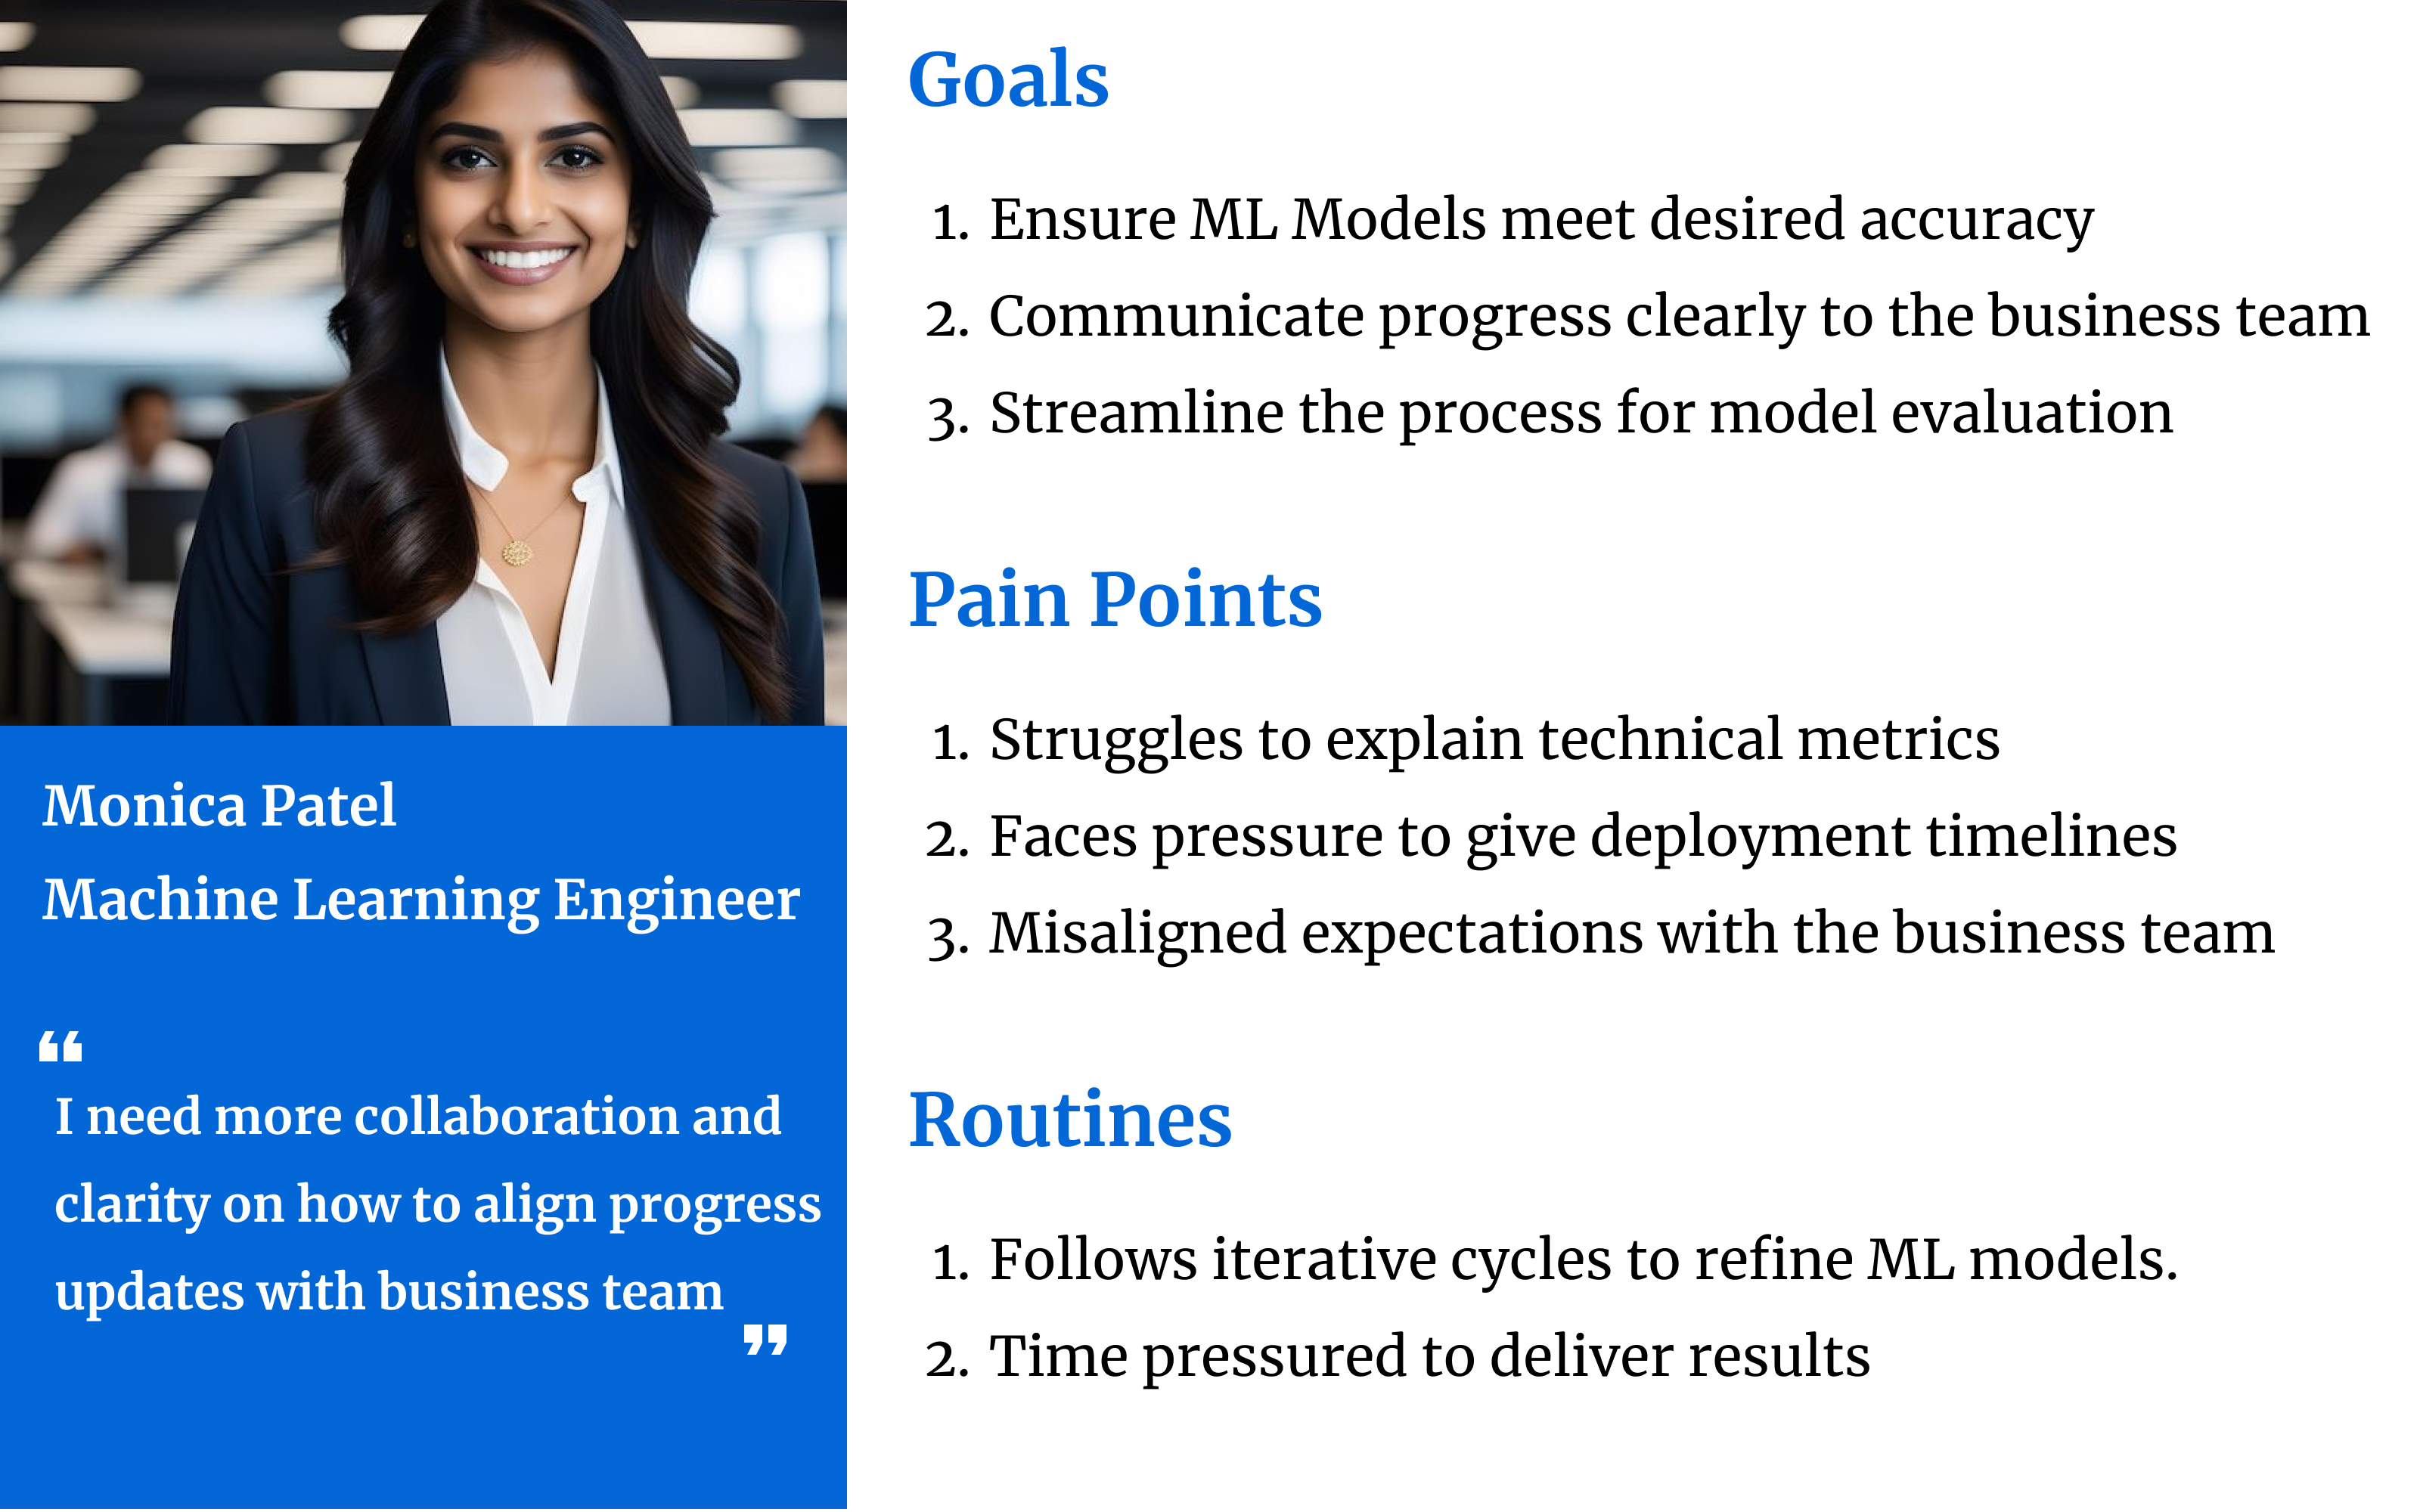 Monica Patel
Machine Learning Engineer
“
I need more collaboration and
clarity on how to align progress
updates with business team
”
Goals
1. Ensure ML Models meet desired accuracy
2. Communicate progress clearly to the business team
3. Streamline the process for model evaluation
Pain Points
1. Struggles to explain technical metrics
2. Faces pressure to give deployment timelines
3. Misaligned expectations with the business team
Routines
1. Follows iterative cycles to refine ML models.
2. Time pressured to deliver results